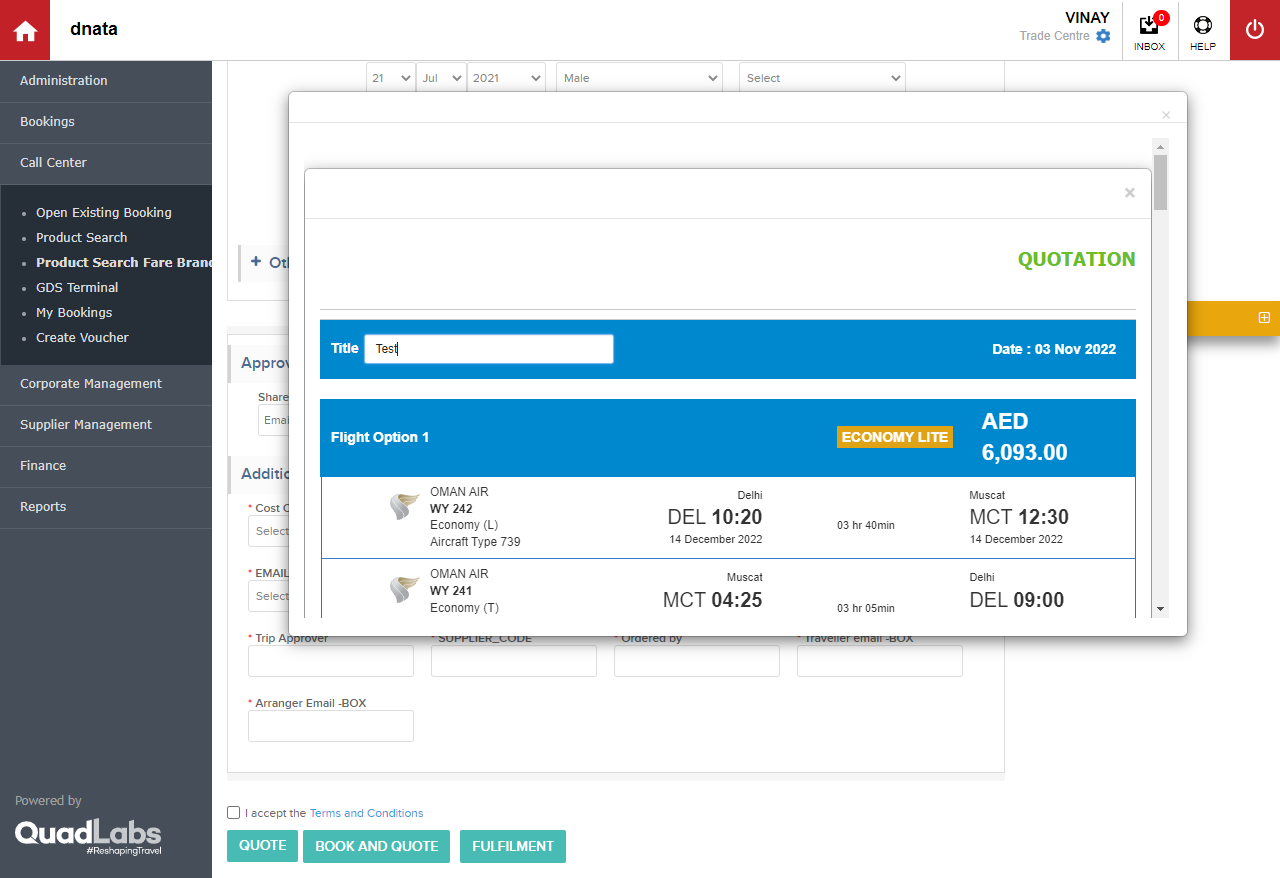 dnata
VINAY
Trade Centre
0
INBOX
HELP
Administration
Bookings
Call Center
Open Existing Booking
Product Search
Product Search Fare Brand
GDS Terminal
My Bookings
Create Voucher
Corporate Management
Supplier Management
Finance
Reports
Powered by
QuadLabs
#ReshapingTravel
21 Jul 2021 Male Select
×
×
QUOTATION
Title Test Date : 03 Nov 2022
Flight Option 1 ECONOMY LITE AED
6,093.00
OMAN AIR
WY 242
Economy (L)
Aircraft Type 739
Delhi
DEL 10:20
14 December 2022
03 hr 40min
Muscat
MCT 12:30
14 December 2022
OMAN AIR
WY 241
Economy (T)
Muscat
MCT 04:25
03 hr 05min
Delhi
DEL 09:00
+ Ot
Approv
Share
Emai
Additio
* Cost C
Select
* EMAIL
Select
* Trip Approver * SUPPLIER_CODE * Ordered by * Traveller email -BOX
* Arranger Email -BOX
I accept the Terms and Conditions
QUOTE BOOK AND QUOTE FULFILMENT